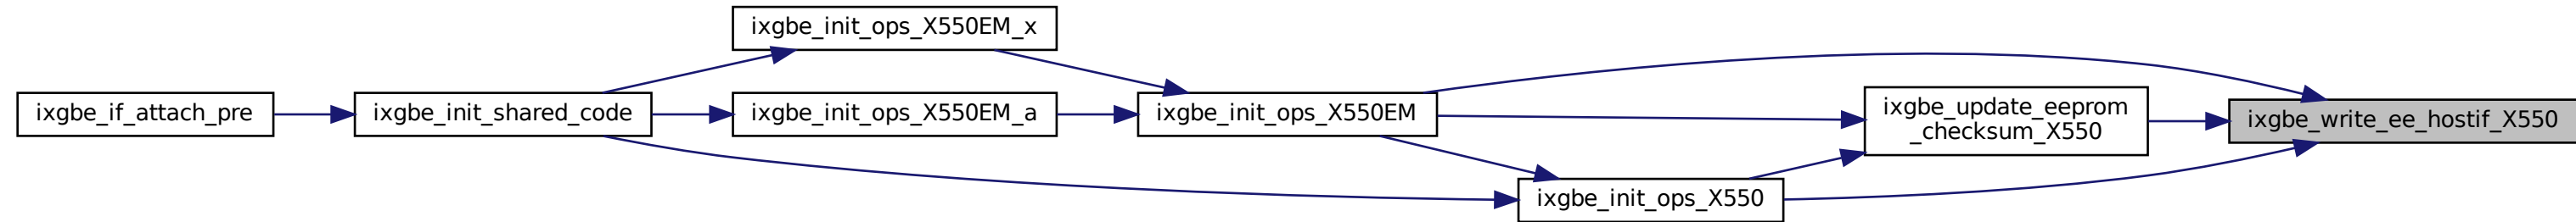 ixgbe_init_ops_X550EM_x
ixgbe_if_attach_pre
ixgbe_init_shared_code
ixgbe_init_ops_X550EM_a
ixgbe_init_ops_X550EM
ixgbe_update_eeprom
_checksum_X550
ixgbe_write_ee_hostif_X550
ixgbe_init_ops_X550